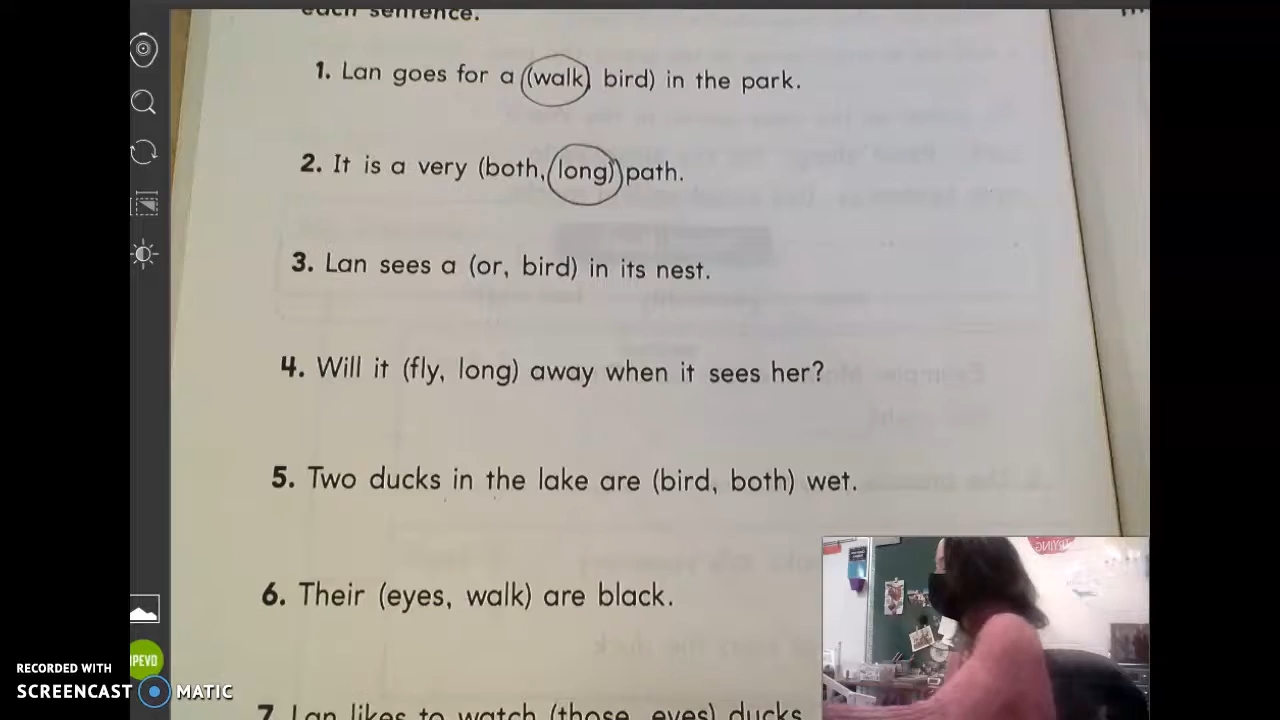 each sentence.
1. Lan goes for a (walk, bird) in the park.
2. It is a very (both, long) path.
3. Lan sees a (or, bird) in its nest.
4. Will it (fly, long) away when it sees her?
5. Two ducks in the lake are (bird, both) wet.
6. Their (eyes, walk) are black.
7. Lan likes to watch (those, eyes) ducks
IPEVO
RECORDED WITH
SCREENCAST MATIC